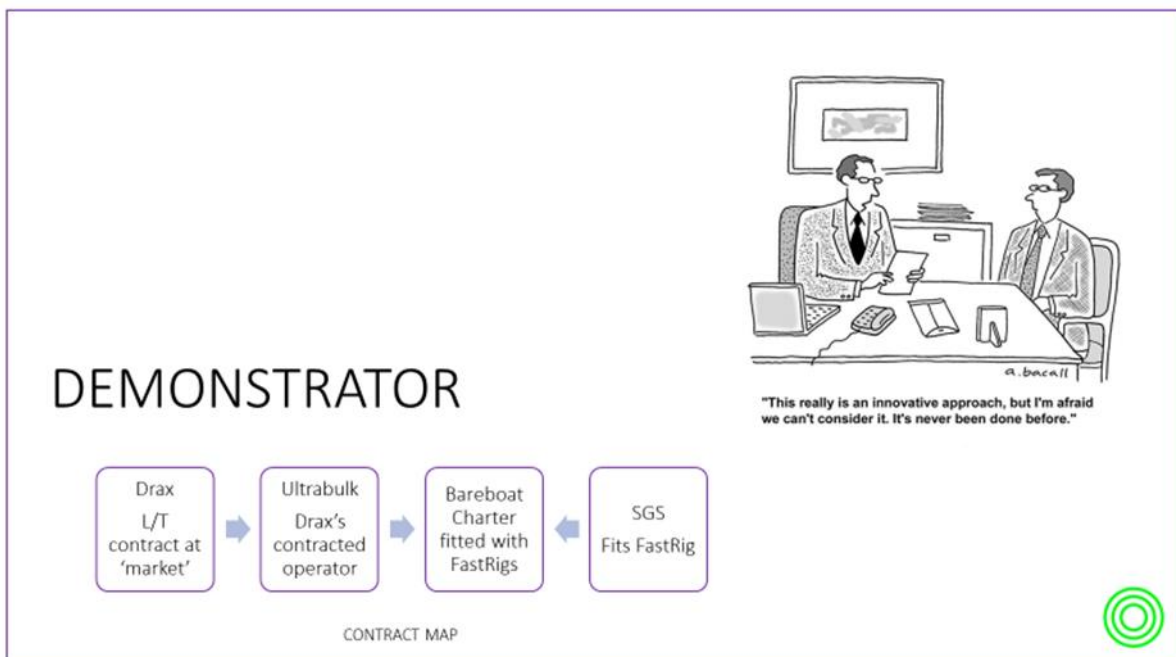 a.bacall
"This really is an innovative approach, but I'm afraid
we can't consider it. It's never been done before."
DEMONSTRATOR
Drax
L/T
contract at
‘market’
Ultrabulk
Drax’s
contracted
operator
Bareboat
Charter
fitted with
FastRigs
SGS
Fits FastRig
CONTRACT MAP